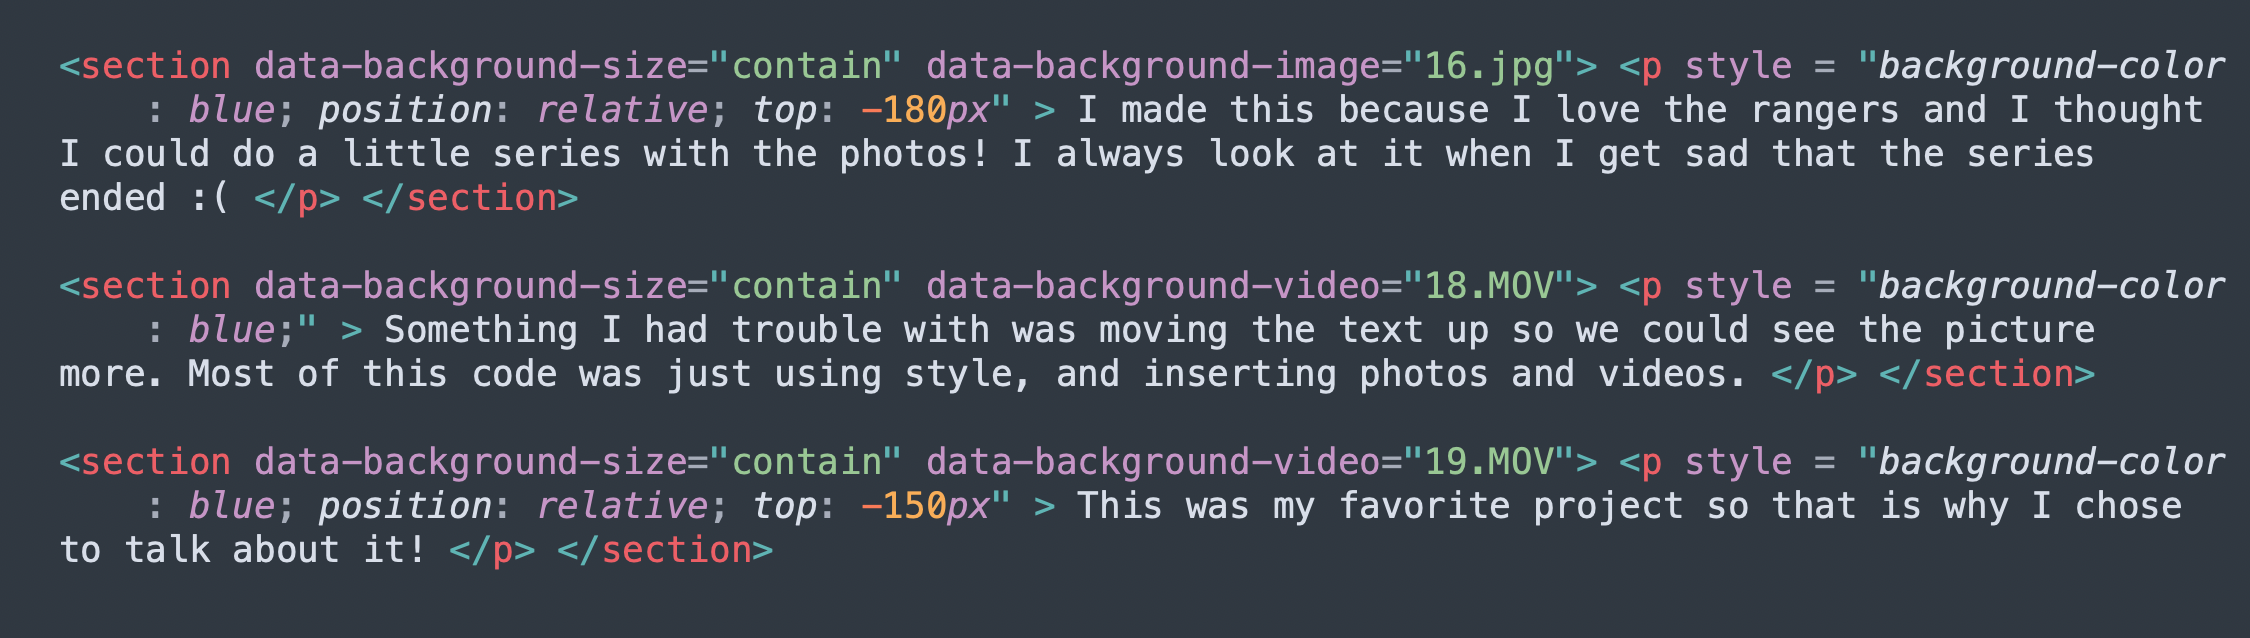 <section data-background-size="contain" data-background-image="16.jpg"> <p style = "background-color
: blue; position: relative; top: -180px" > I made this because I love the rangers and I thought
I could do a little series with the photos! I always look at it when I get sad that the series
ended :( </p> </section>
<section data-background-size="contain" data-background-video="18.MOV"> <p style = "background-color
: blue;" > Something I had trouble with was moving the text up so we could see the picture
more. Most of this code was just using style, and inserting photos and videos. </p> </section>
<section data-background-size="contain" data-background-video="19.MOV"> <p style = "background-color
: blue; position: relative; top: -150px" > This was my favorite project so that is why I chose
to talk about it! </p> </section>